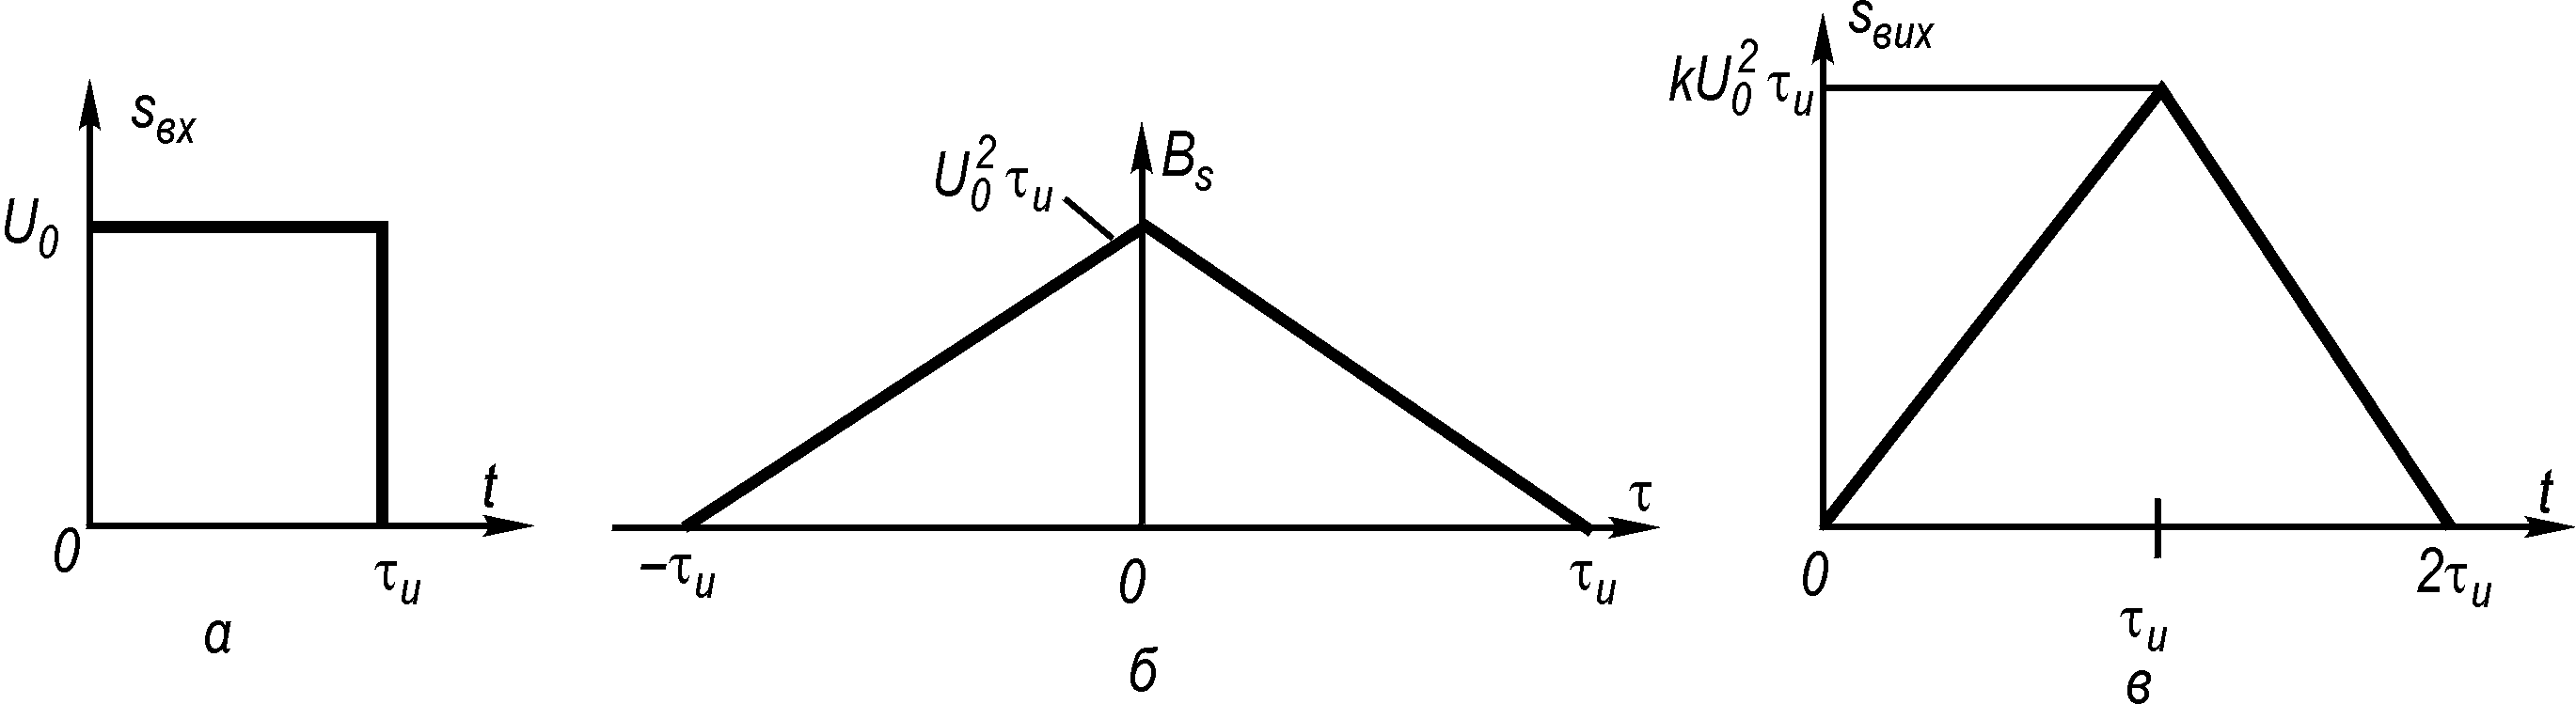 s_вх
U_0
0
τ_и
t
а
U_0^2 τ_и
B_s
−τ_и
0
τ_и
τ
б
s_вих
kU_0^2 τ_и
0
τ_и
2τ_и
t
в